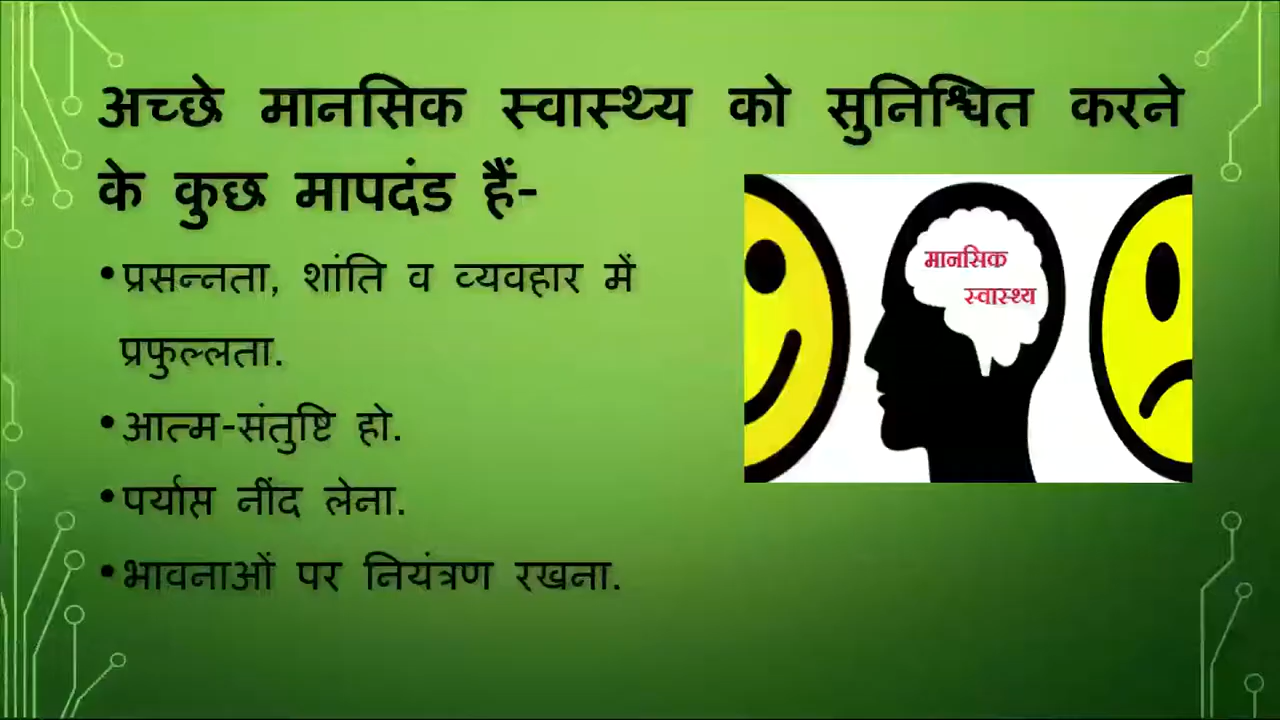 अच्छे मानसिक स्वास्थ्य को सुनिश्चित करने
के कुछ मापदंड हैं-
•प्रसन्नता, शांति व व्यवहार में
प्रफुल्लता.
•आत्म-संतुष्टि हो.
•पर्याप्त नींद लेना.
•भावनाओं पर नियंत्रण रखना.
मानसिक
स्वास्थ्य